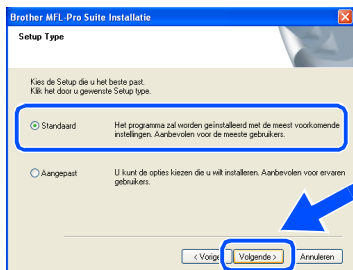 Brother MFL-Pro Suite Installatie
Setup Type
Kies de Setup die u het beste past.
Klik het door u gewenste Setup type.
Standaard
Het programma zal worden geïnstalleerd met de meest voorkomende
instellingen. Aanbevolen voor de meeste gebruikers.
Aangepast
U kunt de opties kiezen die u wilt installeren. Aanbevolen voor ervaren
gebruikers.
< Vorige Volgende > Annuleren